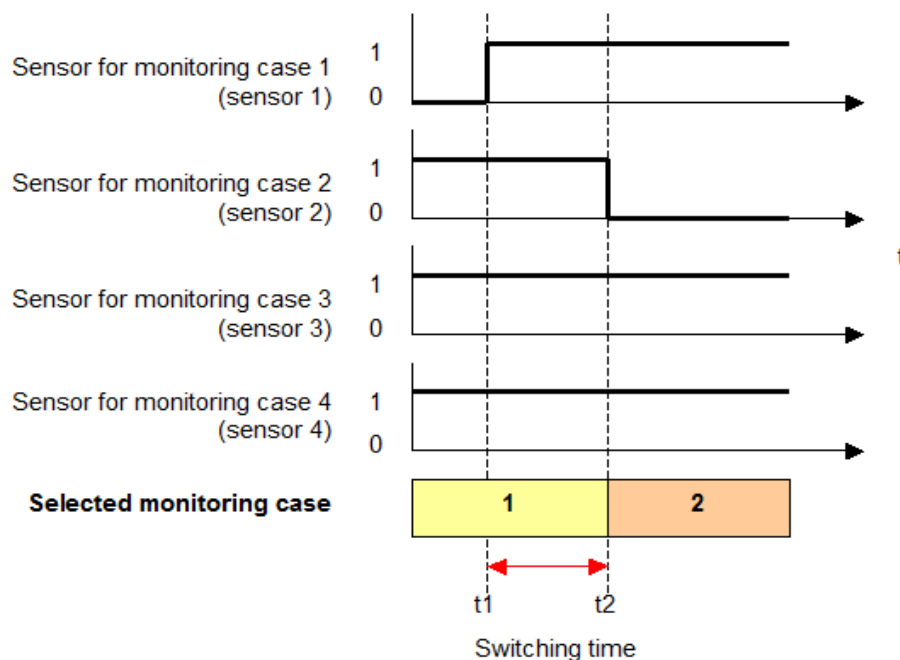 Sensor for monitoring case 1
(sensor 1)
1
0
Sensor for monitoring case 2
(sensor 2)
1
0
t
Sensor for monitoring case 3
(sensor 3)
1
0
Sensor for monitoring case 4
(sensor 4)
1
0
Selected monitoring case
1
2
t1
t2
Switching time